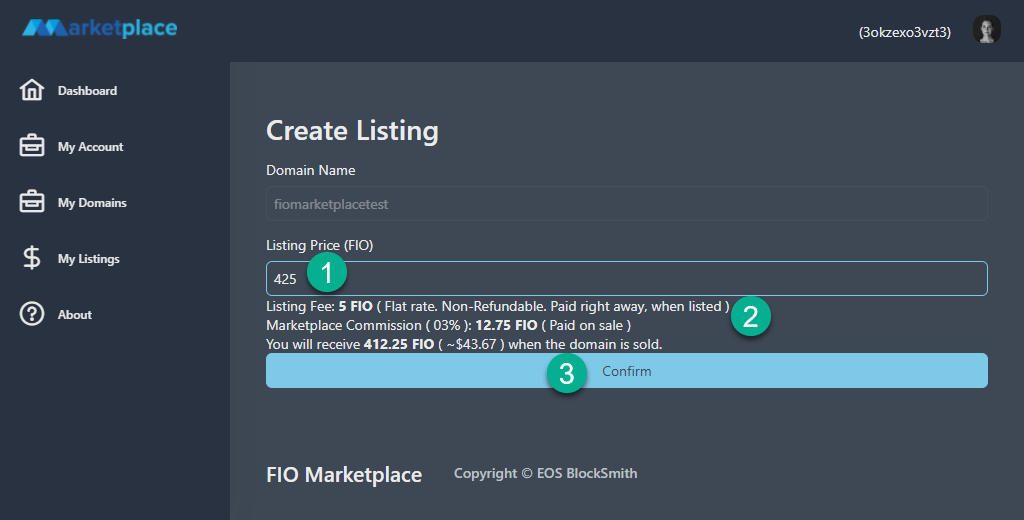 Marketplace
(3okzexo3vzt3)
Dashboard
My Account
My Domains
My Listings
About
Create Listing
Domain Name
fiomarketplacetest
Listing Price (FIO)
425
1
Listing Fee: 5 FIO ( Flat rate. Non-Refundable. Paid right away, when listed )
2
Marketplace Commission ( 03% ): 12.75 FIO ( Paid on sale )
You will receive 412.25 FIO ( ~$43.67 ) when the domain is sold.
3 Confirm
FIO Marketplace Copyright © EOS BlockSmith